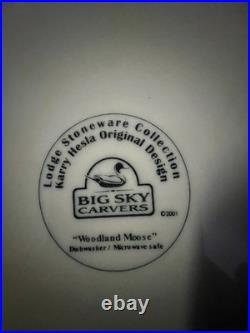 Lodge Stoneware Collection
Karry Hesla Original Design
BIG SKY
CARVERS
©2001
"Woodland Moose"
Dishwasher / Microwave safe